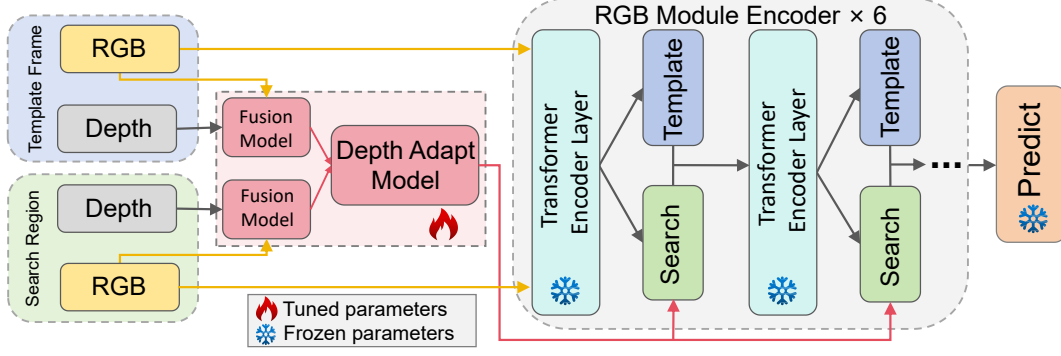 RGB Module Encoder × 6
Template Frame
RGB
Depth
Fusion
Model
Depth Adapt
Model
Fusion
Model
Search Region
Depth
RGB
Transformer
Encoder Layer
Template
Search
Transformer
Encoder Layer
Template
Search
...
Predict
Tuned parameters
Frozen parameters